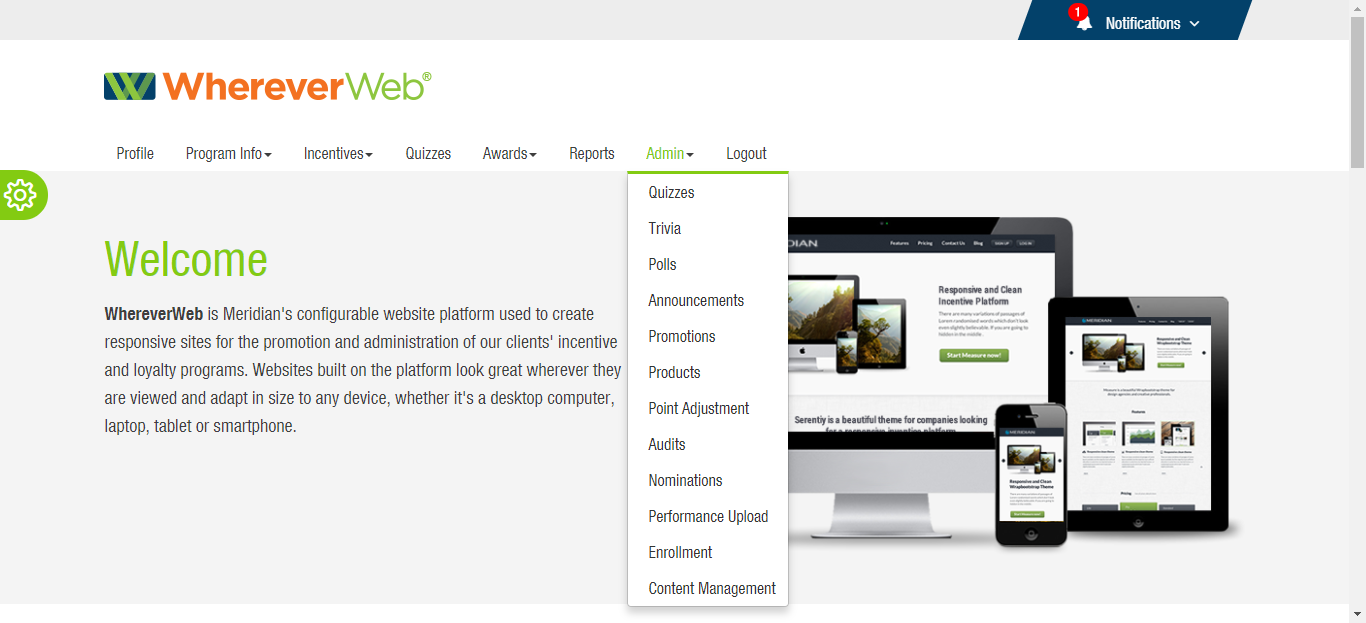 1
Notifications
WhereverWeb®
Profile
Program Info
Incentives
Quizzes
Awards
Reports
Admin
Logout
Quizzes
Trivia
Polls
Announcements
Promotions
Products
Point Adjustment
Audits
Nominations
Performance Upload
Enrollment
Content Management
Welcome
WhereverWeb is Meridian's configurable website platform used to create
responsive sites for the promotion and administration of our clients' incentive
and loyalty programs. Websites built on the platform look great wherever they
are viewed and adapt in size to any device, whether it's a desktop computer,
laptop, tablet or smartphone.
Features Pricing Contact Us Blog SIGN UP LOG IN
Responsive and Clean
Incentive Platform
There are many variations of passages of
Lorem randomised words which don't look
even slightly believable. If you are going to
hidden in the middle
Start Measure now!
Serentiy is a beautiful theme for companies looking
for a responsive
MERIDIAN
Responsive and Clean
Wrapbootstrap Theme
Features
Pricing
MERIDIAN
Responsive and Clean
Wrapbootstrap Theme